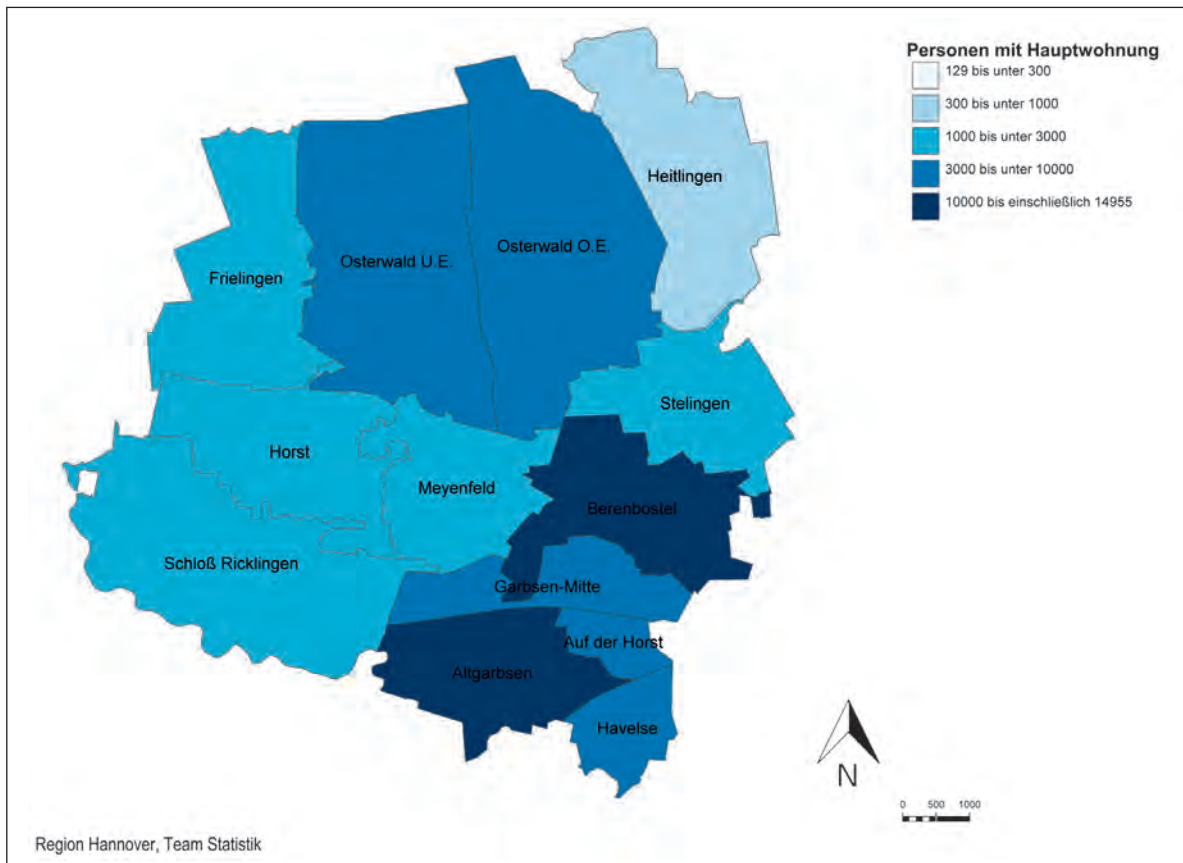 Personen mit Hauptwohnung
129 bis unter 300
300 bis unter 1000
1000 bis unter 3000
3000 bis unter 10000
10000 bis einschließlich 14955
Heitlingen
Osterwald O.E.
Osterwald U.E.
Frielingen
Stelingen
Horst
Meyenfeld
Berenbostel
Schloß Ricklingen
Garbsen-Mitte
Auf der Horst
Altgarbsen
Havelse
N
0 500 1000
Region Hannover, Team Statistik